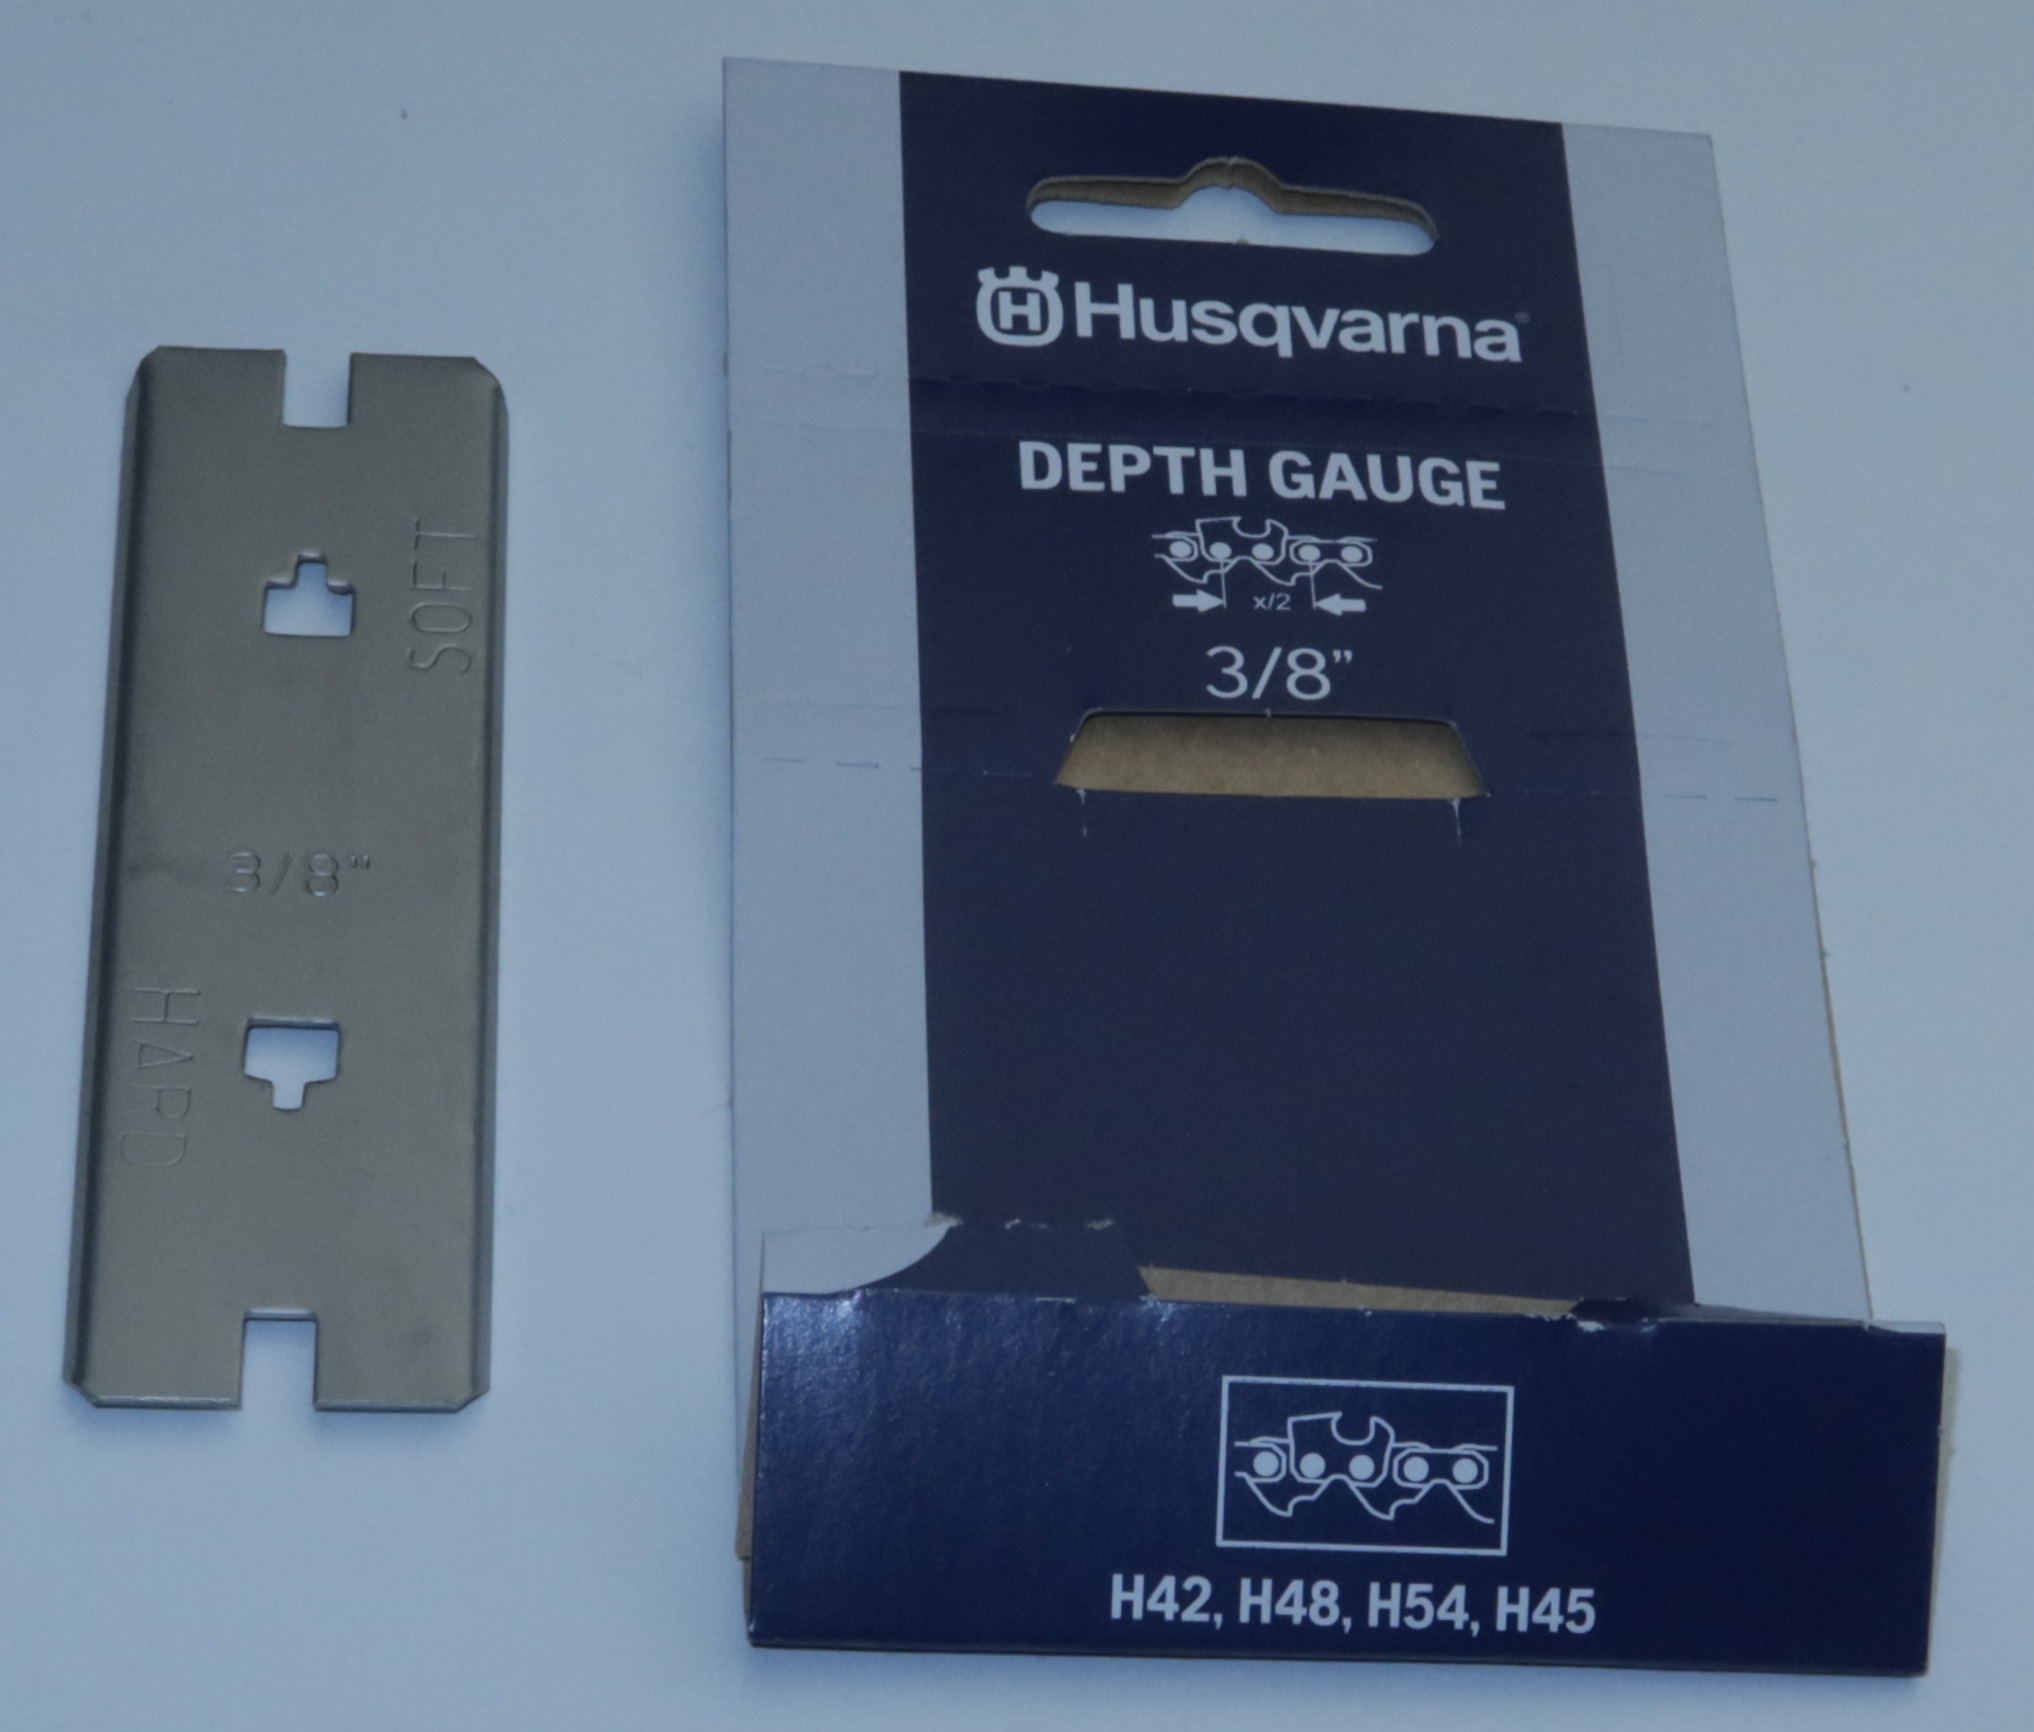 SOFT
3/8"
HARD
Husqvarna®
DEPTH GAUGE
x/2
3/8”
H42, H48, H54, H45